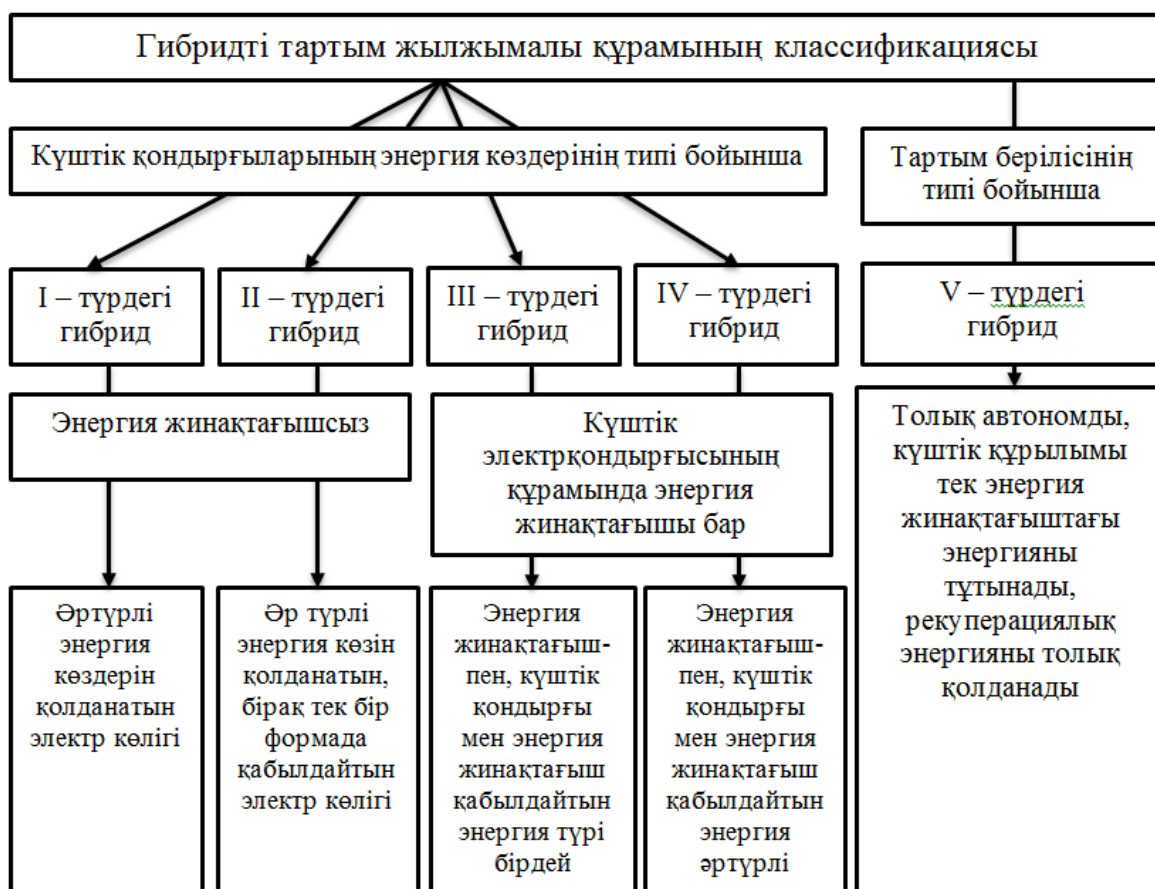 Гибридті тартым жылжымалы құрамының классификациясы
Күштік қондырғыларының энергия көздерінің типі бойынша
Тартым берілісінің
типі бойынша
I – түрдегі
гибрид
II – түрдегі
гибрид
III – түрдегі
гибрид
IV – түрдегі
гибрид
V – түрдегі
гибрид
Энергия жинақтағышсыз
Күштік
электрқондырғысының
құрамында энергия
жинақтағышы бар
Толық автономды,
күштік құрылымы
тек энергия
жинақтағыштағы
энергияны
тұтынады,
рекуперациялық
энергияны толық
қолданады
Әртүрлі
энергия
көздерін
қолданатын
электр көлігі
Әр түрлі
энергия көзін
қолданатын,
бірақ тек бір
формада
қабылдайтын
электр көлігі
Энергия
жинақтағыш-
пен, күштік
қондырғы
мен энергия
жинақтағыш
қабылдайтын
энергия түрі
бірдей
Энергия
жинақтағыш-
пен, күштік
қондырғы
мен энергия
жинақтағыш
қабылдайтын
энергия
әртүрлі